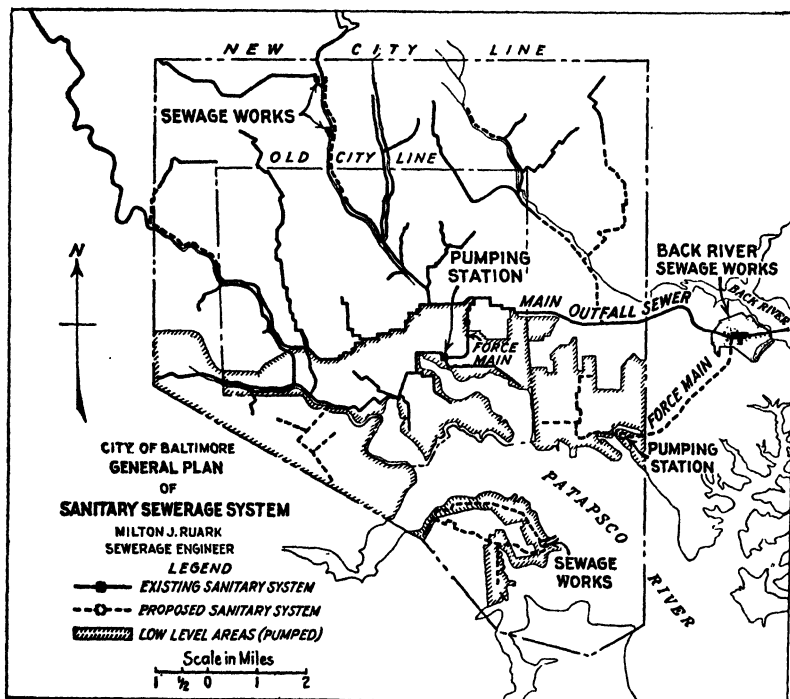 NEW CITY LINE
SEWAGE WORKS
OLD CITY LINE
N
PUMPING
STATION
BACK RIVER
SEWAGE WORKS
BACK RIVER
MAIN OUTFALL SEWER
FORCE
MAIN
FORCE MAIN
PUMPING
STATION
CITY OF BALTIMORE
GENERAL PLAN
OF
SANITARY SEWERAGE SYSTEM
MILTON J. RUARK
SEWERAGE ENGINEER
PATAPSCO
RIVER
SEWAGE
WORKS
LEGEND
EXISTING SANITARY SYSTEM
PROPOSED SANITARY SYSTEM
LOW LEVEL AREAS (PUMPED)
Scale in Miles
1 ½ 0 1 2